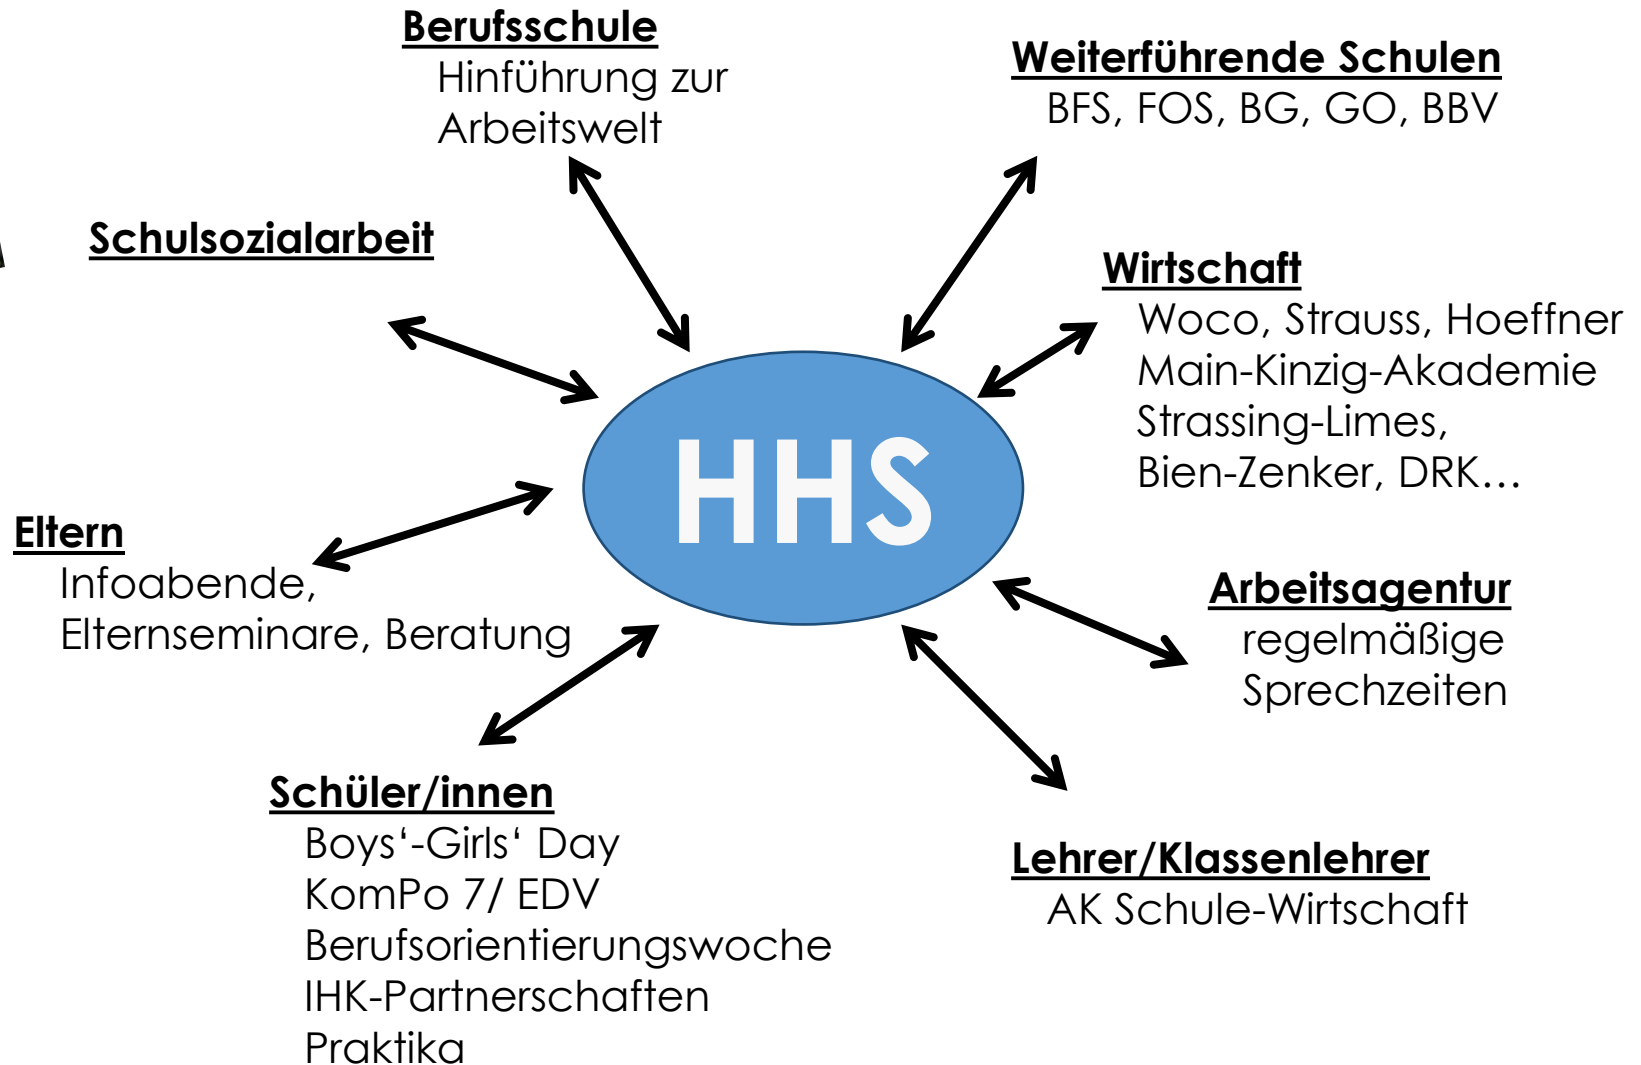 Berufsschule
Hinführung zur
Arbeitswelt
Weiterführende Schulen
BFS, FOS, BG, GO, BBV
Schulsozialarbeit
Wirtschaft
Woco, Strauss, Hoeffner
Main-Kinzig-Akademie
Strassing-Limes,
Bien-Zenker, DRK…
HHS
Eltern
Infoabende,
Elternseminare, Beratung
Arbeitsagentur
regelmäßige
Sprechzeiten
Schüler/innen
Boys‘-Girls‘ Day
KomPo 7/ EDV
Berufsorientierungswoche
IHK-Partnerschaften
Praktika
Lehrer/Klassenlehrer
AK Schule-Wirtschaft